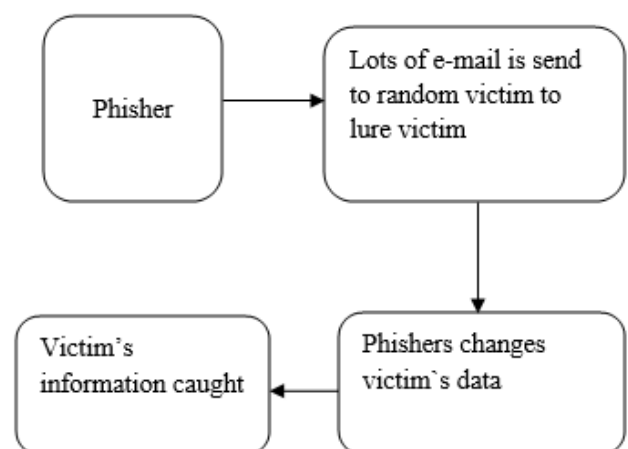 Phisher
Lots of e-mail is send
to random victim to
lure victim
Phishers changes
victim`s data
Victim’s
information caught